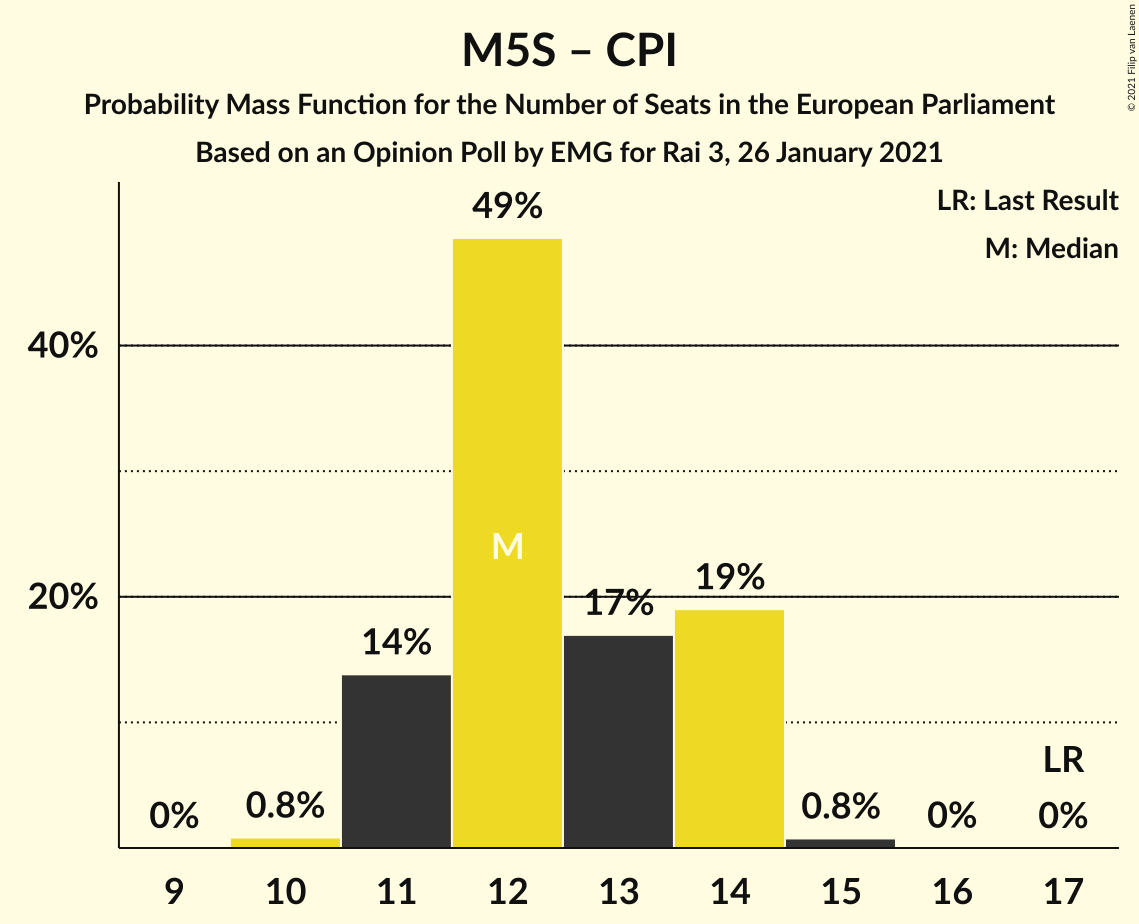 M5S – CPI
Probability Mass Function for the Number of Seats in the European Parliament
Based on an Opinion Poll by EMG for Rai 3, 26 January 2021
© 2021 Filip van Laenen
LR: Last Result
M: Median
49%
40%
M
20%
19%
17%
14%
LR
0%
0.8%
0.8%
0%
0%
9 10 11 12 13 14 15 16 17